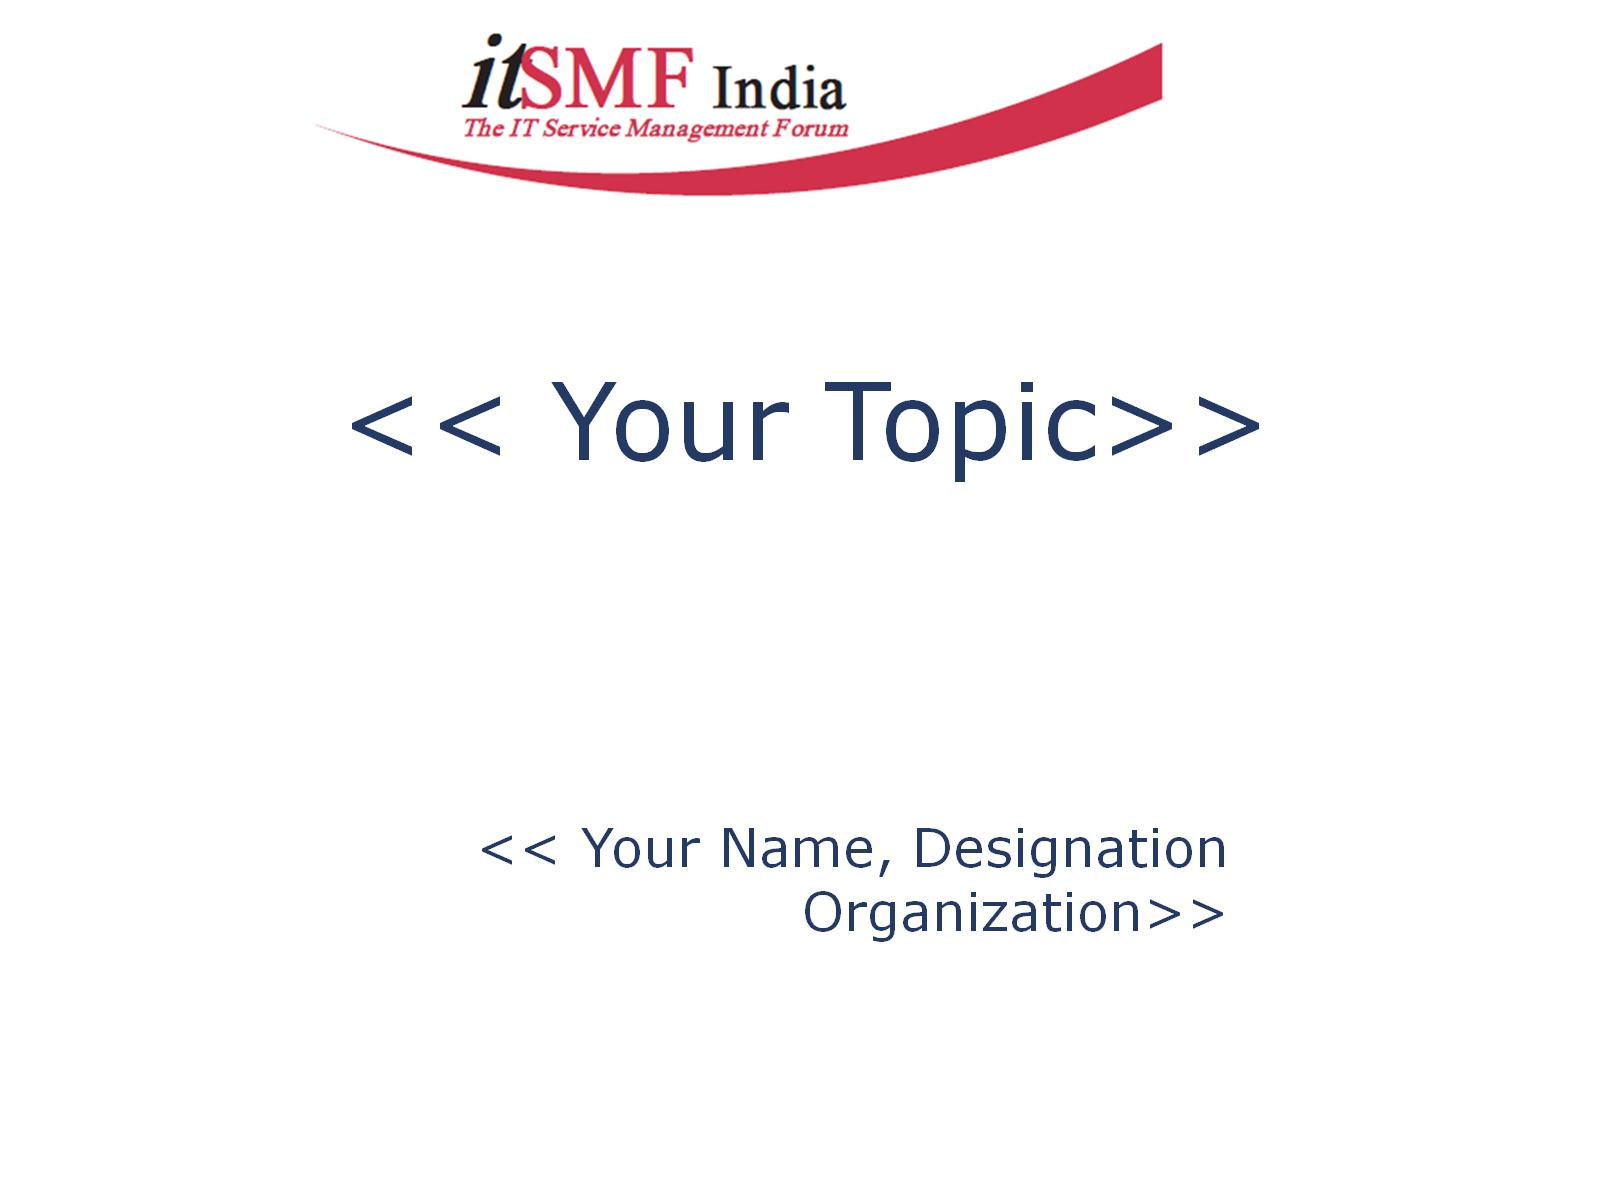 itSMF India
The IT Service Management Forum
<< Your Topic>>
<< Your Name, Designation
Organization>>